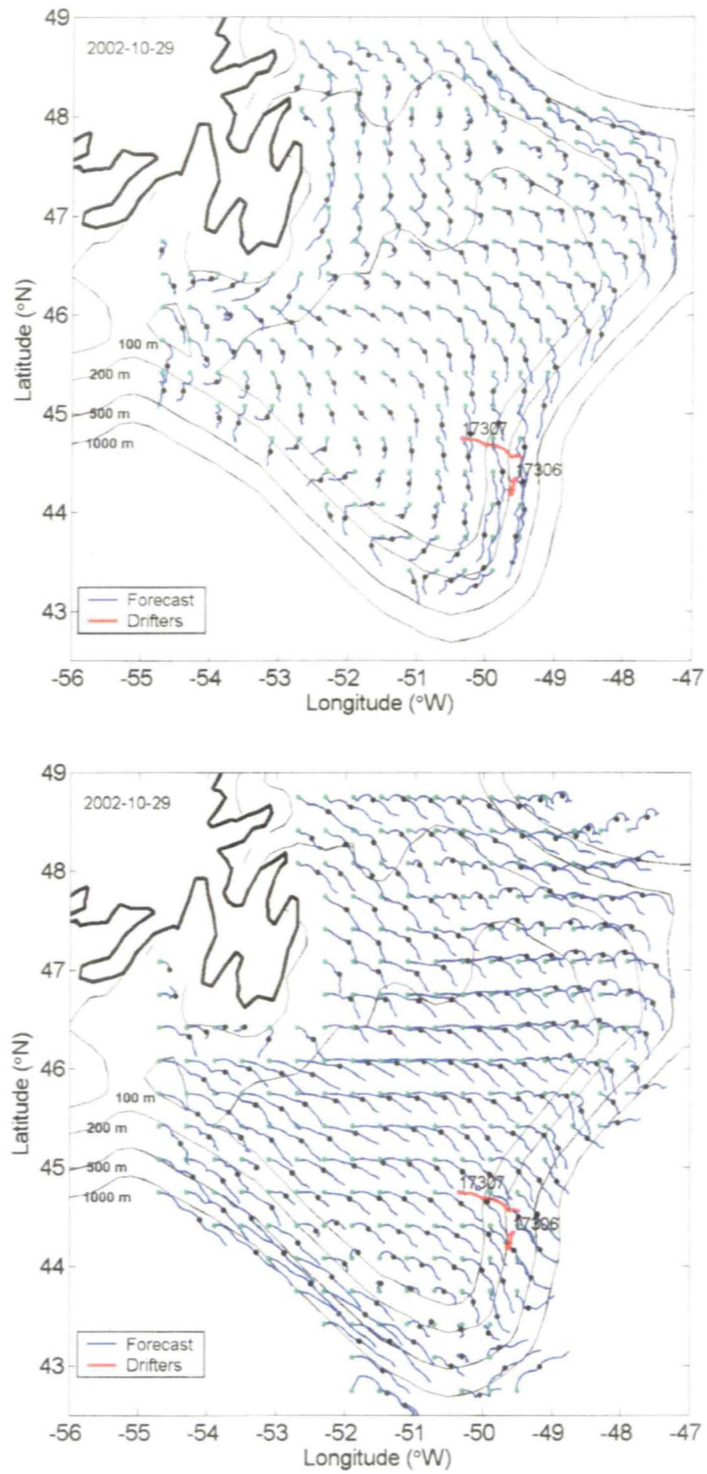 49
48
47
46
45
44
43
Latitude (°N)
2002-10-29
100 m
200 m
500 m
1000 m
17307
17306
Forecast
Drifters
-56 -55 -54 -53 -52 -51 -50 -49 -48 -47
Longitude (°W)
49
48
47
46
45
44
43
Latitude (°N)
2002-10-29
100 m
200 m
500 m
1000 m
17307
17306
Forecast
Drifters
-56 -55 -54 -53 -52 -51 -50 -49 -48 -47
Longitude (°W)